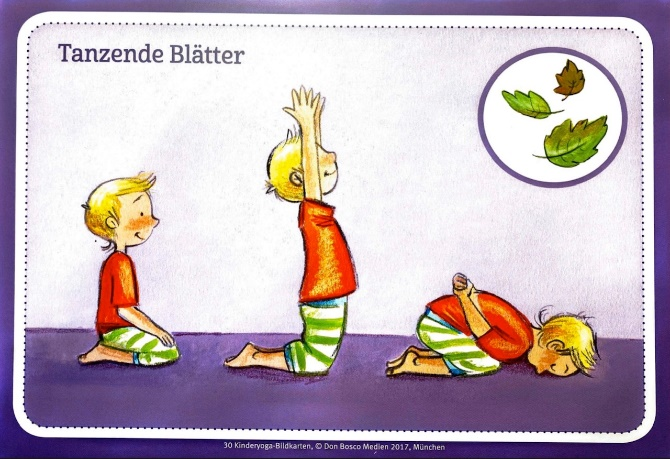 Tanzende Blätter
30 Kinderyoga-Bildkarten, © Don Bosco Medien 2017, München